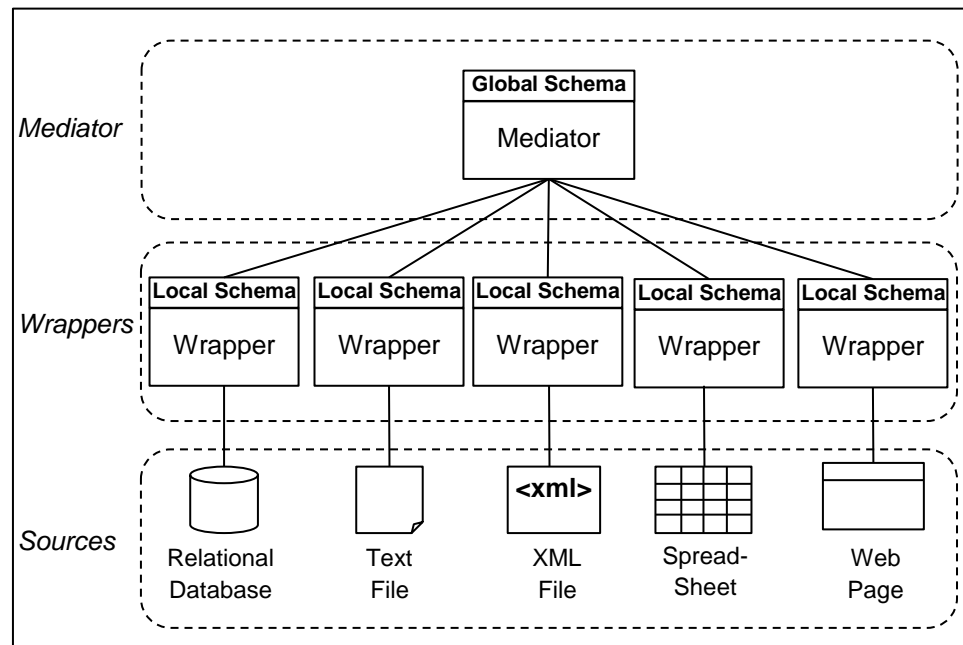 Global Schema
Mediator
Mediator
Local Schema
Local Schema
Local Schema
Local Schema
Local Schema
Wrappers
Wrapper
Wrapper
Wrapper
Wrapper
Wrapper
<xml>
Sources
Relational
Database
Text
File
XML
File
Spread-
Sheet
Web
Page